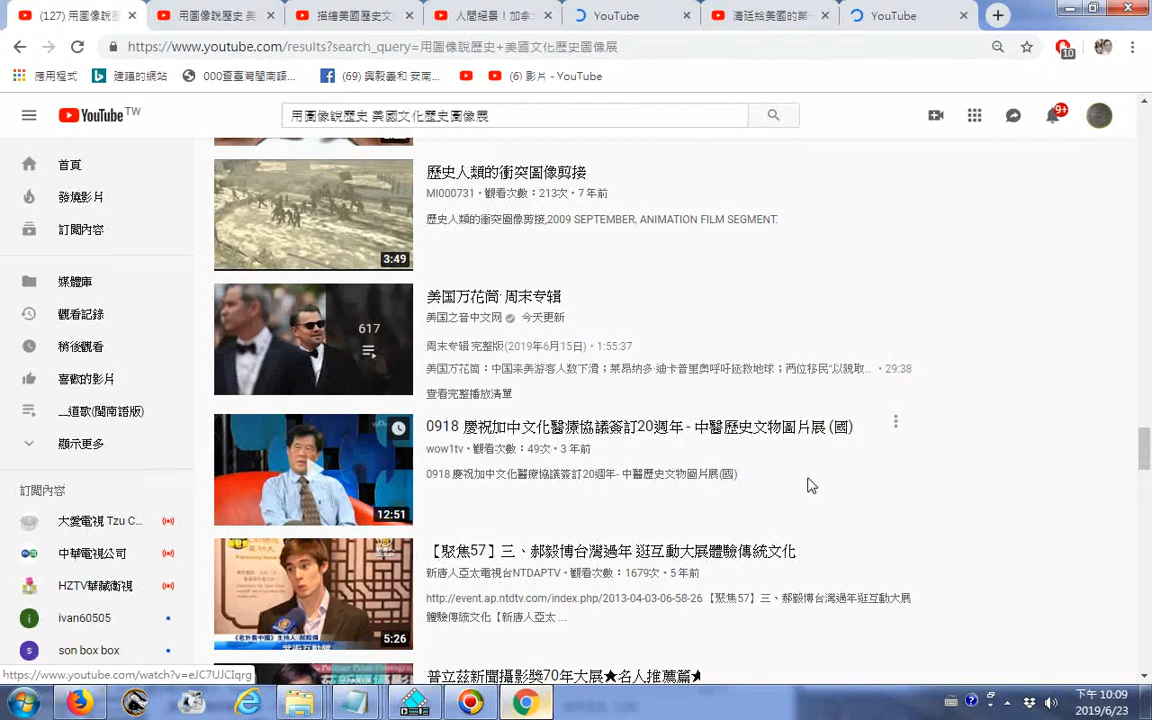 (127) 用圖像說歷
用圖像說歷史 美
描繪美國歷史文
人間絕景！加拿
YouTube
濤廷給美國的第一
YouTube
https://www.youtube.com/results?search_query=用圖像說歷史+美國文化歷史圖像展
10
應用程式
建議的網站
000查臺灣閩南語...
(69) 與毅義和 安南...
(6) 影片 - YouTube
YouTube TW
用圖像說歷史 美國文化歷史圖像展
9+
首頁
發燒影片
訂閱內容
媒體庫
觀看記錄
稍後觀看
喜歡的影片
__道歌(閩南語版)
顯示更多
訂閱內容
大愛電視 Tzu C...
中華電視公司
HZTV華藏衛視
ivan60505
son box box
歷史人類的衝突圖像剪接
MI000731 • 觀看次數：213次 • 7 年前
歷史人類的衝突圖像剪接,2009 SEPTEMBER, ANIMATION FILM SEGMENT.
3:49
美国万花筒·周末专辑
美国之音中文网 今天更新
617
周末专辑 完整版(2019年6月15日) • 1:55:37
美国万花筒：中国来美游客人数下滑；莱昂纳多·迪卡普里奥呼吁拯救地球；两位移民"以貌取... • 29:38
查看完整播放清單
0918 慶祝加中文化醫療協議簽訂20週年 - 中醫歷史文物圖片展 (國)
wow1tv • 觀看次數：49次 • 3 年前
0918 慶祝加中文化醫療協議簽訂20週年- 中醫歷史文物圖片展(國)
12:51
【聚焦57】三、郝毅博台灣過年 逛互動大展體驗傳統文化
新唐人亞太電視台NTDAPTV • 觀看次數：1679次 • 5 年前
http://event.ap.ntdtv.com/index.php/2013-04-03-06-58-26 【聚焦57】三、郝毅博台灣過年逛互動大展
體驗傳統文化【新唐人亞太 ...
《老外看中國》主持人 郝毅博
5:26
普立茲新聞攝影獎70年大展★名人推薦篇★
https://www.youtube.com/watch?v=eJC7UJCIqrg
下午 10:09
2019/6/23